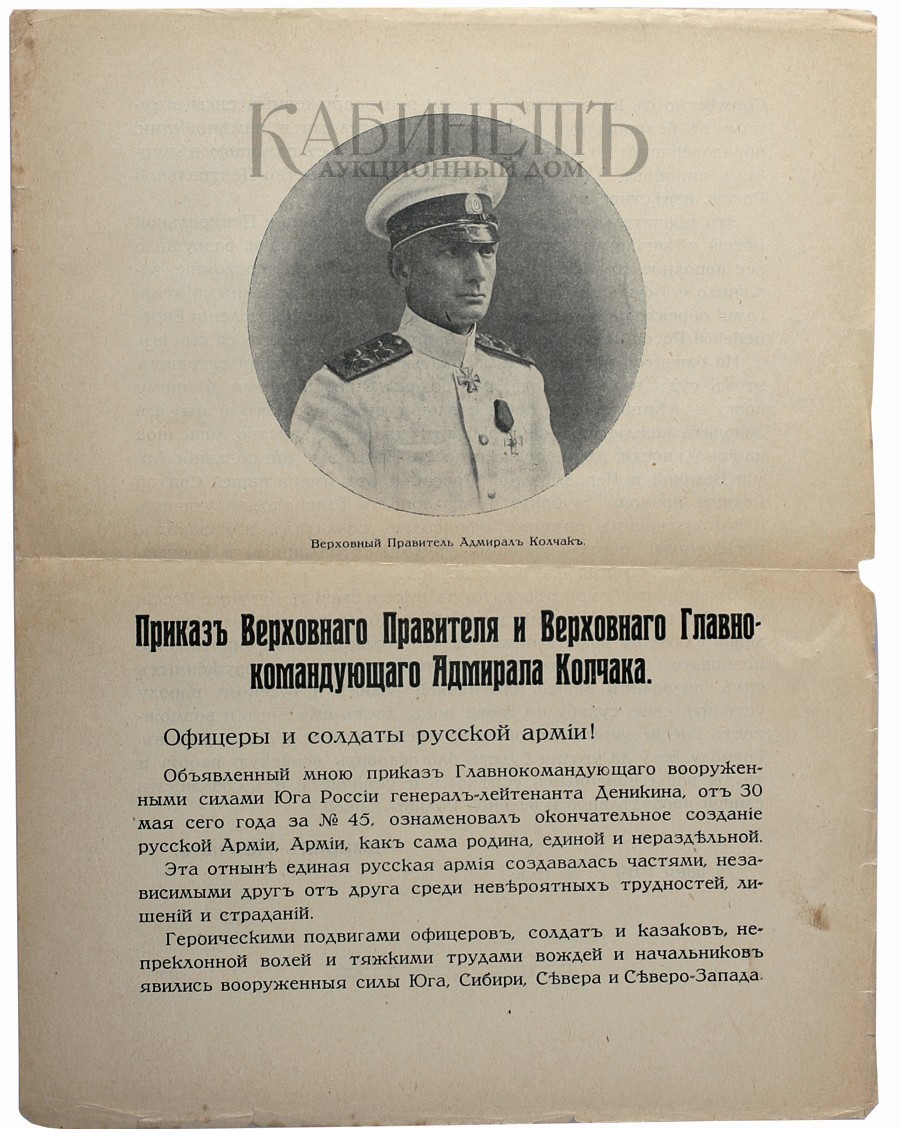 КАБИНЕТЪ
АУКЦИОННЫЙ ДОМ
Верховный Правитель Адмиралъ Колчакъ.
Приказъ Верховнаго Правителя и Верховнаго Главно-
командующаго Адмирала Колчака.
Офицеры и солдаты русской армiи!
Объявленный мною приказъ Главнокомандующаго вооружен-
ными силами Юга Россiи генералъ-лейтенанта Деникина, отъ 30
мая сего года за № 45, ознаменовалъ окончательное созданiе
русской Армiи, Армiи, какъ сама родина, единой и нераздѣльной.
Эта отнынѣ единая русская армiя создавалась частями, неза-
висимыми другъ отъ друга среди невѣроятныхъ трудностей, ли-
шенiй и страданiй.
Героическими подвигами офицеровъ, солдатъ и казаковъ, не-
преклонной волей и тяжкими трудами вождей и начальниковъ
явились вооруженныя силы Юга, Сибири, Сѣвера и Сѣверо-Запада.